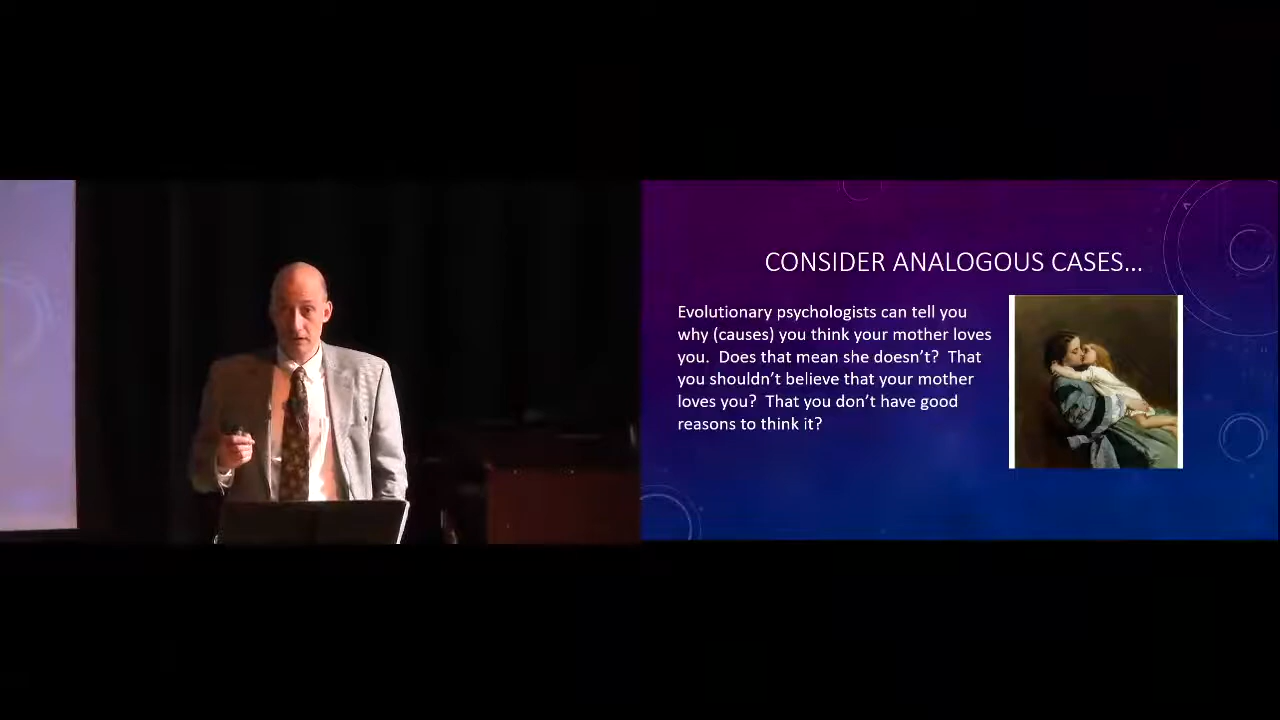 CONSIDER ANALOGOUS CASES...
Evolutionary psychologists can tell you
why (causes) you think your mother loves
you.  Does that mean she doesn't?  That
you shouldn't believe that your mother
loves you?  That you don't have good
reasons to think it?